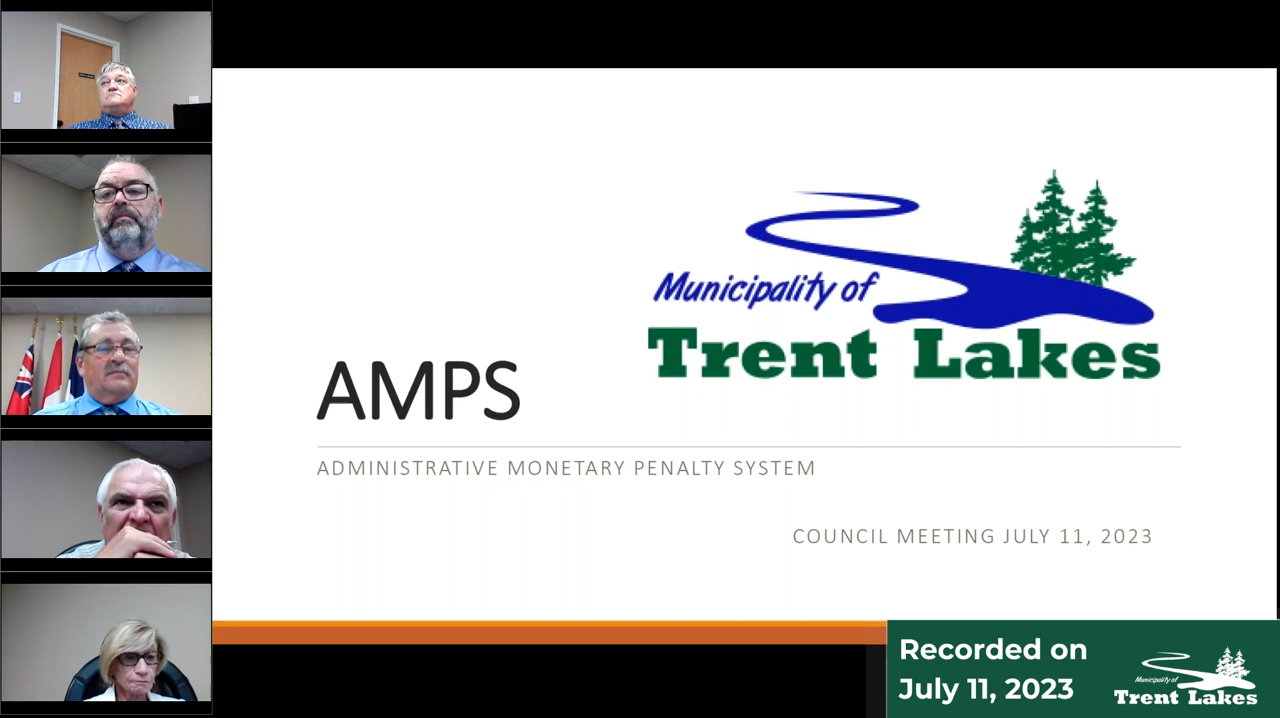 Municipality of
Trent Lakes
AMPS
ADMINISTRATIVE MONETARY PENALTY SYSTEM
COUNCIL MEETING JULY 11, 2023
Recorded on
July 11, 2023
Municipality of
Trent Lakes